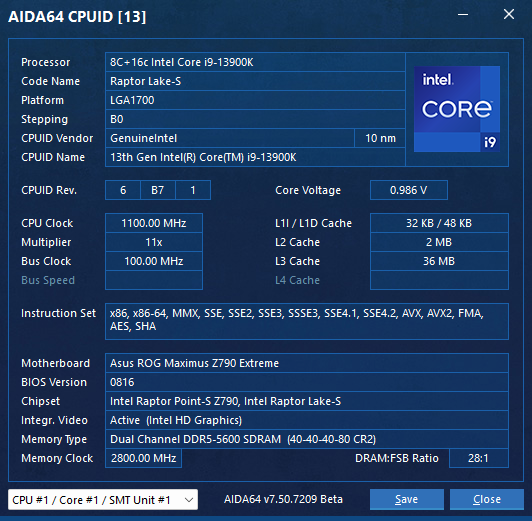 AIDA64 CPUID [13]
Processor 8C+16c Intel Core i9-13900K
Code Name Raptor Lake-S
Platform LGA1700
Stepping B0
CPUID Vendor GenuineIntel 10 nm
CPUID Name 13th Gen Intel(R) Core(TM) i9-13900K
intel.
CORE
i9
CPUID Rev. 6 B7 1 Core Voltage 0.986 V
CPU Clock 1100.00 MHz L1I / L1D Cache 32 KB / 48 KB
Multiplier 11x L2 Cache 2 MB
Bus Clock 100.00 MHz L3 Cache 36 MB
Bus Speed L4 Cache
Instruction Set x86, x86-64, MMX, SSE, SSE2, SSE3, SSSE3, SSE4.1, SSE4.2, AVX, AVX2, FMA,
AES, SHA
Motherboard Asus ROG Maximus Z790 Extreme
BIOS Version 0816
Chipset Intel Raptor Point-S Z790, Intel Raptor Lake-S
Integr. Video Active (Intel HD Graphics)
Memory Type Dual Channel DDR5-5600 SDRAM (40-40-40-80 CR2)
Memory Clock 2800.00 MHz DRAM:FSB Ratio 28:1
CPU #1 / Core #1 / SMT Unit #1 AIDA64 v7.50.7209 Beta Save Close